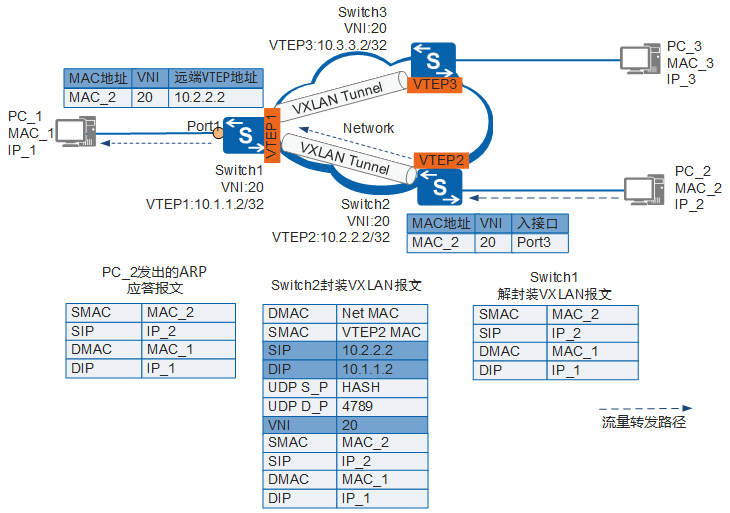 Switch3
VNI:20
VTEP3:10.3.3.2/32
S
VTEP3
PC_3
MAC_3
IP_3
MAC地址 VNI 远端VTEP地址
MAC_2 20 10.2.2.2
VXLAN Tunnel
PC_1
MAC_1
IP_1
Port1
S
VTEP1
Network
VXLAN Tunnel
VTEP2
S
Switch1
VNI:20
VTEP1:10.1.1.2/32
PC_2
MAC_2
IP_2
Switch2
VNI:20
VTEP2:10.2.2.2/32
MAC地址 VNI 入接口
MAC_2 20 Port3
PC_2发出的ARP
应答报文
SMAC MAC_2
SIP IP_2
DMAC MAC_1
DIP IP_1
Switch2封装VXLAN报文
DMAC Net MAC
SMAC VTEP2 MAC
SIP 10.2.2.2
DIP 10.1.1.2
UDP S_P HASH
UDP D_P 4789
VNI 20
SMAC MAC_2
SIP IP_2
DMAC MAC_1
DIP IP_1
Switch1
解封装VXLAN报文
SMAC MAC_2
SIP IP_2
DMAC MAC_1
DIP IP_1
流量转发路径